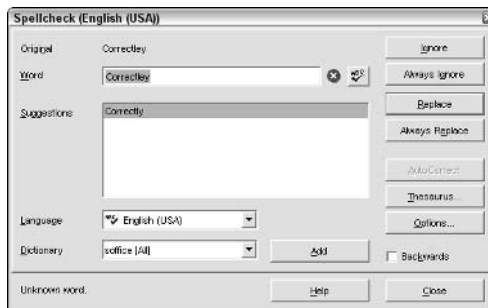 Spellcheck (English (USA))
Original Correctley Ignore
Word Correctley Always Ignore
Replace
Suggestions Correctly Always Replace
AutoCorrect
Thesaurus...
Language English (USA) Options...
Dictionary soffice [All] Add Backwards
Unknown word. Help Close